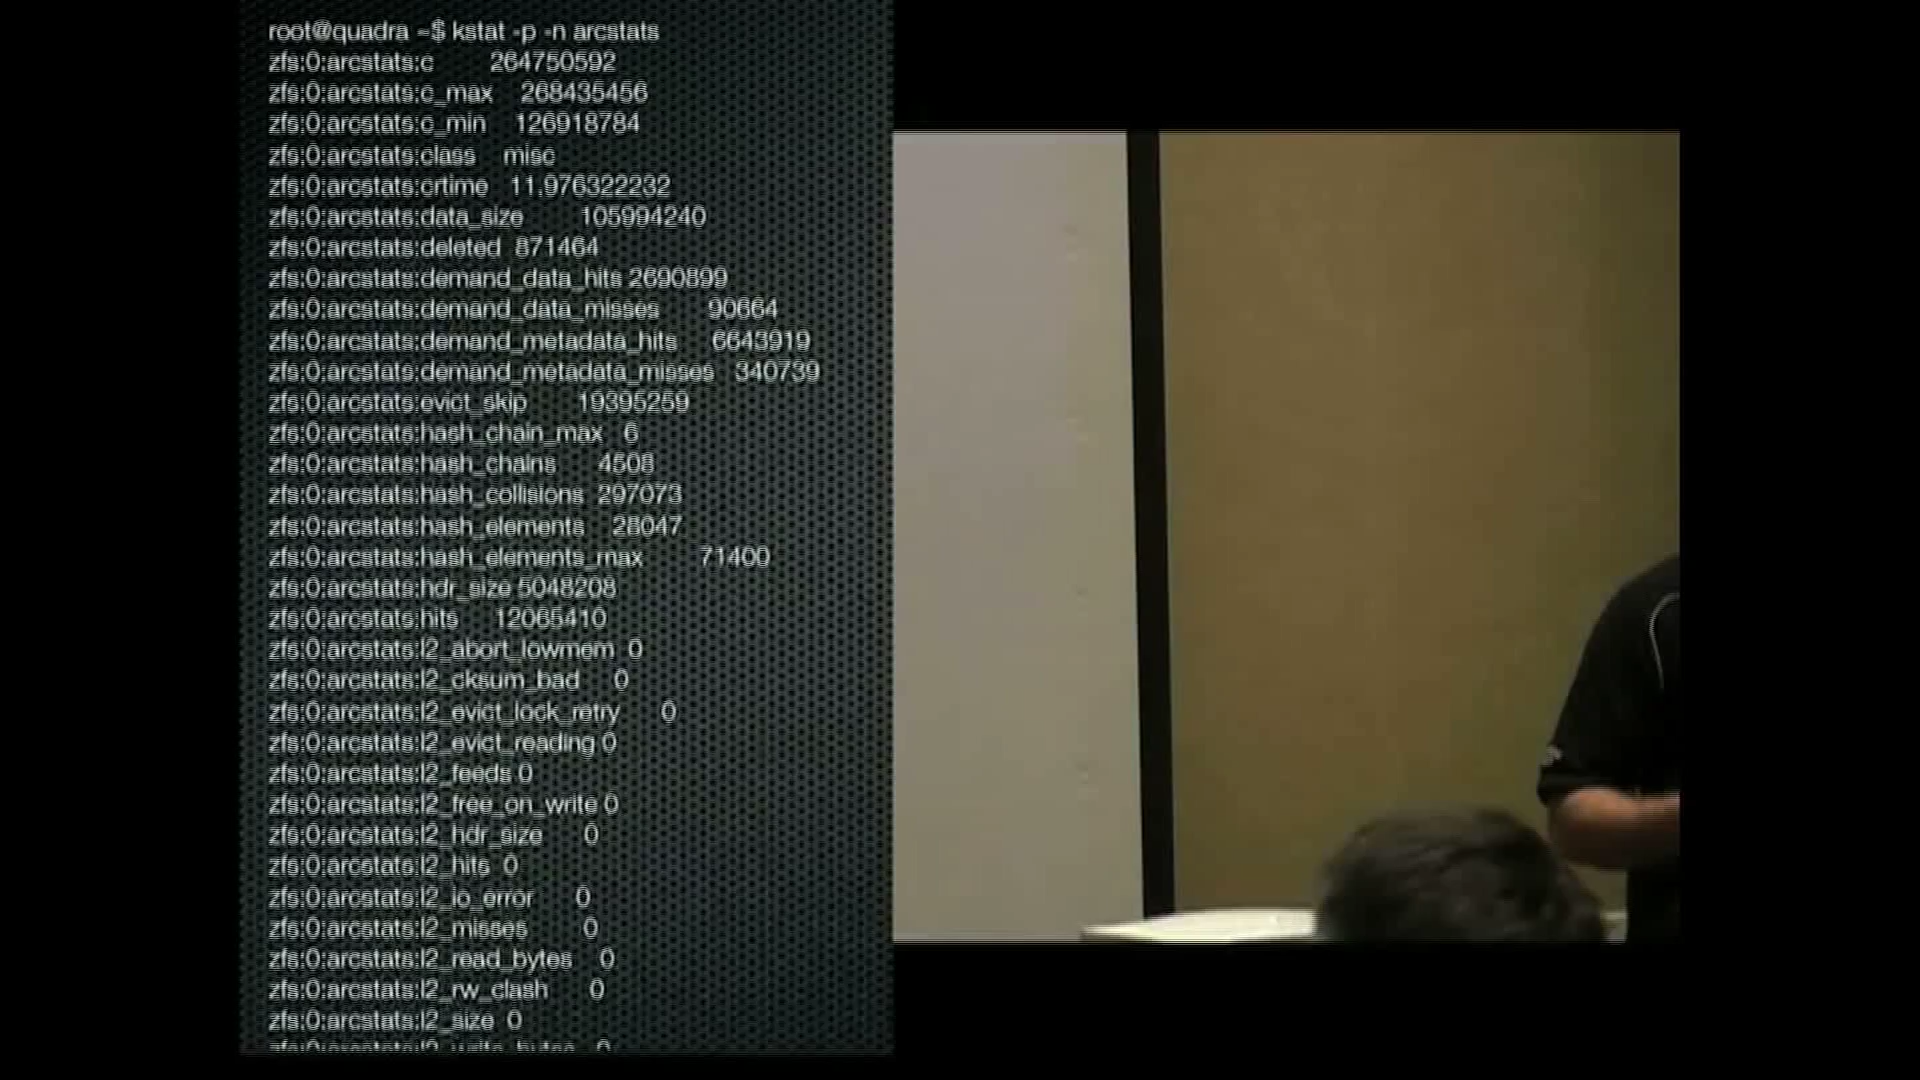 root@quadra ~$ kstat -p -n arcstats
zfs:0:arcstats:c 264750592
zfs:0:arcstats:c_max 268435456
zfs:0:arcstats:c_min 126918784
zfs:0:arcstats:class misc
zfs:0:arcstats:crtime 11.976322232
zfs:0:arcstats:data_size 105994240
zfs:0:arcstats:deleted 871464
zfs:0:arcstats:demand_data_hits 2690899
zfs:0:arcstats:demand_data_misses 90664
zfs:0:arcstats:demand_metadata_hits 6643919
zfs:0:arcstats:demand_metadata_misses 340739
zfs:0:arcstats:evict_skip 19395259
zfs:0:arcstats:hash_chain_max 6
zfs:0:arcstats:hash_chains 4508
zfs:0:arcstats:hash_collisions 297073
zfs:0:arcstats:hash_elements 28047
zfs:0:arcstats:hash_elements_max 71400
zfs:0:arcstats:hdr_size 5048208
zfs:0:arcstats:hits 12065410
zfs:0:arcstats:l2_abort_lowmem 0
zfs:0:arcstats:l2_cksum_bad 0
zfs:0:arcstats:l2_evict_lock_retry 0
zfs:0:arcstats:l2_evict_reading 0
zfs:0:arcstats:l2_feeds 0
zfs:0:arcstats:l2_free_on_write 0
zfs:0:arcstats:l2_hdr_size 0
zfs:0:arcstats:l2_hits 0
zfs:0:arcstats:l2_io_error 0
zfs:0:arcstats:l2_misses 0
zfs:0:arcstats:l2_read_bytes 0
zfs:0:arcstats:l2_rw_clash 0
zfs:0:arcstats:l2_size 0
zfs:0:arcstats:l2_write_bytes 0